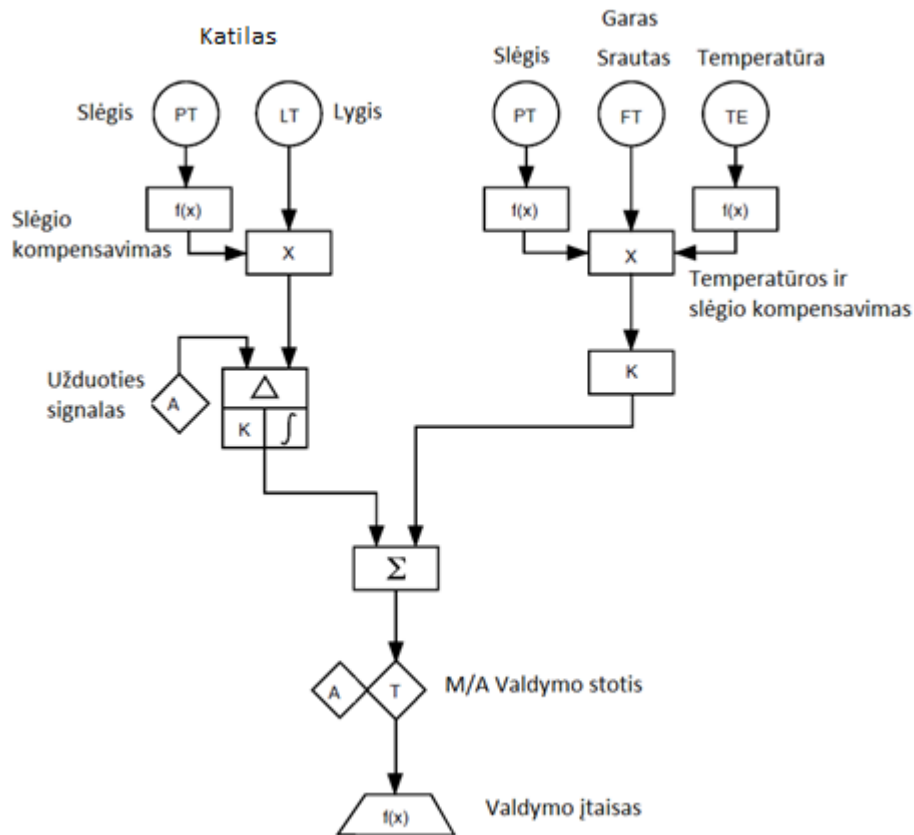 Katilas
Garas
Slėgis Srautas Temperatūra
Slėgis PT LT Lygis PT FT TE
f(x) f(x) f(x)
Slėgio
kompensavimas
X X
Temperatūros ir
slėgio kompensavimas
Užduoties
signalas
A △ K
K ∫
Σ
A T M/A Valdymo stotis
f(x) Valdymo įtaisas